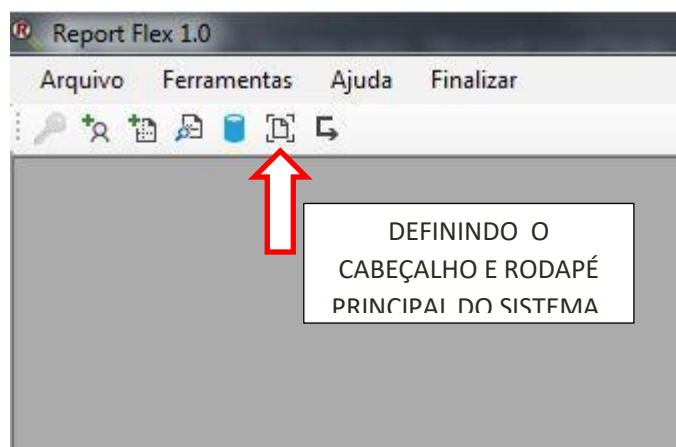 R Report Flex 1.0
Arquivo Ferramentas Ajuda Finalizar
DEFININDO O
CABEÇALHO E RODAPÉ
PRINCIPAL DO SISTEMA